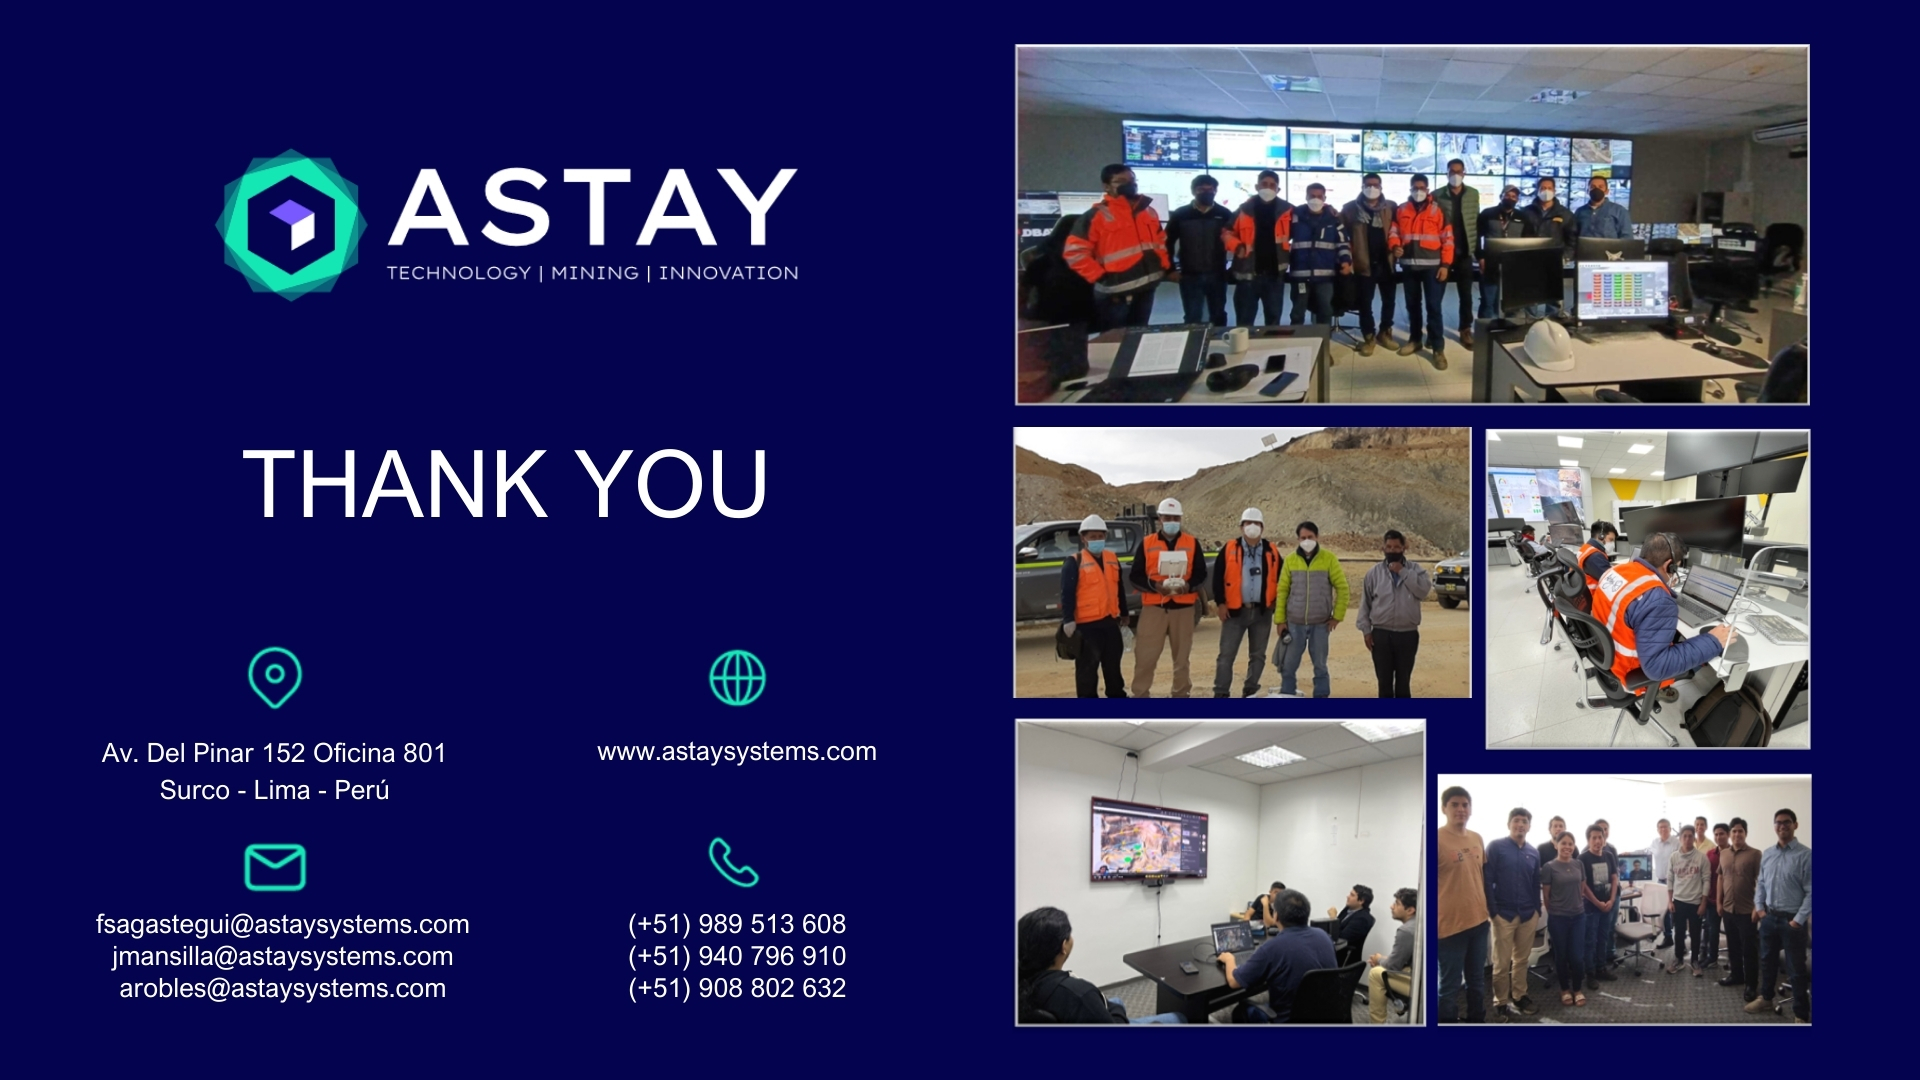 ASTAY
TECHNOLOGY | MINING | INNOVATION
THANK YOU
Av. Del Pinar 152 Oficina 801
Surco - Lima - Perú
www.astaysystems.com
fsagastegui@astaysystems.com
jmansilla@astaysystems.com
arobles@astaysystems.com
(+51) 989 513 608
(+51) 940 796 910
(+51) 908 802 632